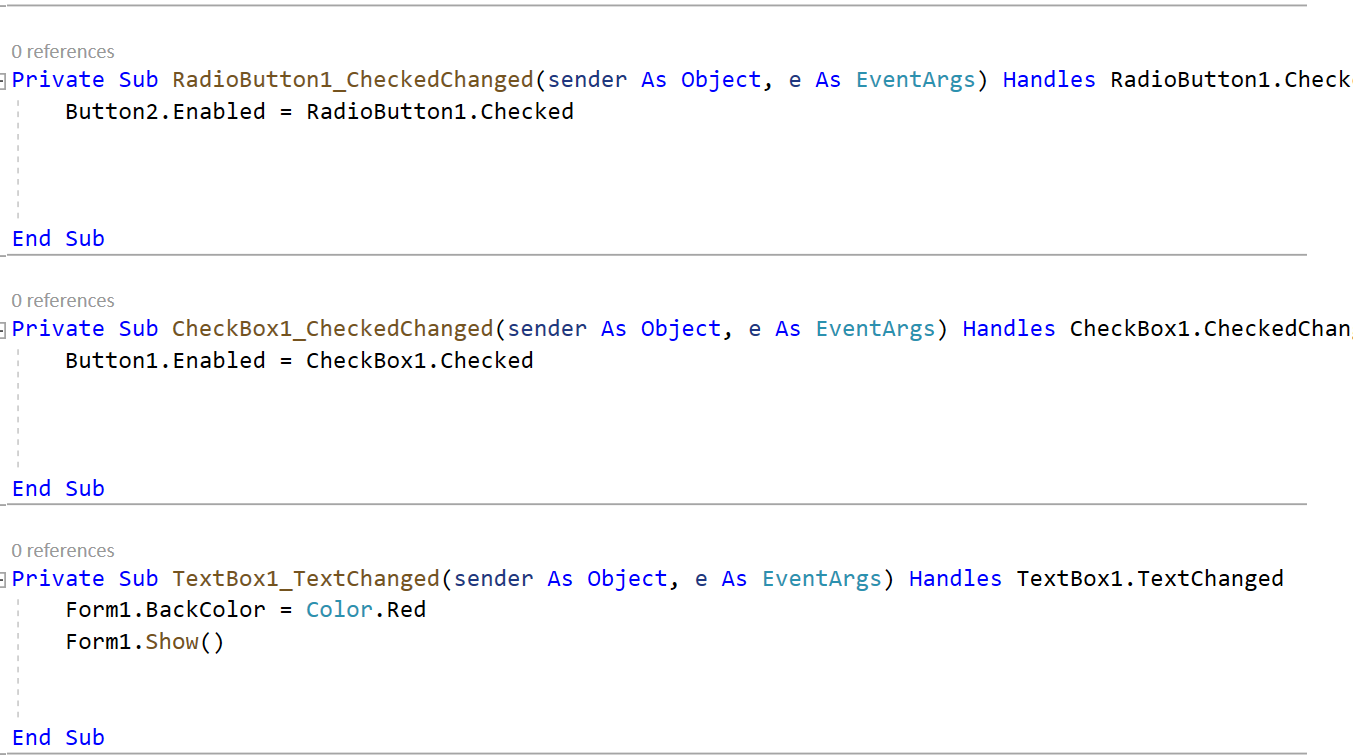 0 references
Private Sub RadioButton1_CheckedChanged(sender As Object, e As EventArgs) Handles RadioButton1.Check
Button2.Enabled = RadioButton1.Checked
End Sub
0 references
Private Sub CheckBox1_CheckedChanged(sender As Object, e As EventArgs) Handles CheckBox1.CheckedChan
Button1.Enabled = CheckBox1.Checked
End Sub
0 references
Private Sub TextBox1_TextChanged(sender As Object, e As EventArgs) Handles TextBox1.TextChanged
Form1.BackColor = Color.Red
Form1.Show()
End Sub